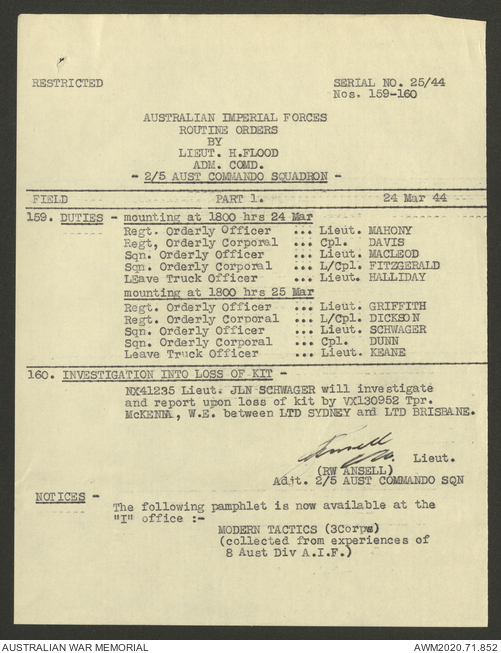 RESTRICTED SERIAL NO. 25/44
Nos. 159-160
AUSTRALIAN IMPERIAL FORCES
ROUTINE ORDERS
BY
LIEUT. H.FLOOD
ADM. COMD.
- 2/5 AUST COMMANDO SQUADRON -
FIELD PART 1. 24 Mar 44
159. DUTIES - mounting at 1800 hrs 24 Mar
Regt. Orderly Officer ... Lieut. MAHONY
Regt, Orderly Corporal ... Cpl. DAVIS
Sqn. Orderly Officer ... Lieut. MACLEOD
Sqn. Orderly Corporal ... L/Cpl. FITZGERALD
LEave Truck Officer ... Lieut. HALLIDAY
mounting at 1800 hrs 25 Mar
Regt. Orderly Officer ... Lieut. GRIFFITH
Regt. Orderly Corporal ... L/Cpl. DICKSON
Sqn. Orderly Officer ... Lieut. SCHWAGER
Sqn. Orderly Corporal ... Cpl. DUNN
Leave Truck Officer ... Lieut. KEANE
160. INVESTIGATION INTO LOSS OF KIT -
NX41235 Lieut. JLN SCHWAGER will investigate
and report upon loss of kit by VX130952 Tpr.
McKENNA, W.E. between LTD SYDNEY and LTD BRISBANE.
Lieut.
(RW ANSELL)
Adjt. 2/5 AUST COMMANDO SQN
NOTICES -
The following pamphlet is now available at the
"I" office :-
MODERN TACTICS (3Corps)
(collected from experiences of
8 Aust Div A.I.F.)
AUSTRALIAN WAR MEMORIAL AWM2020.71.852